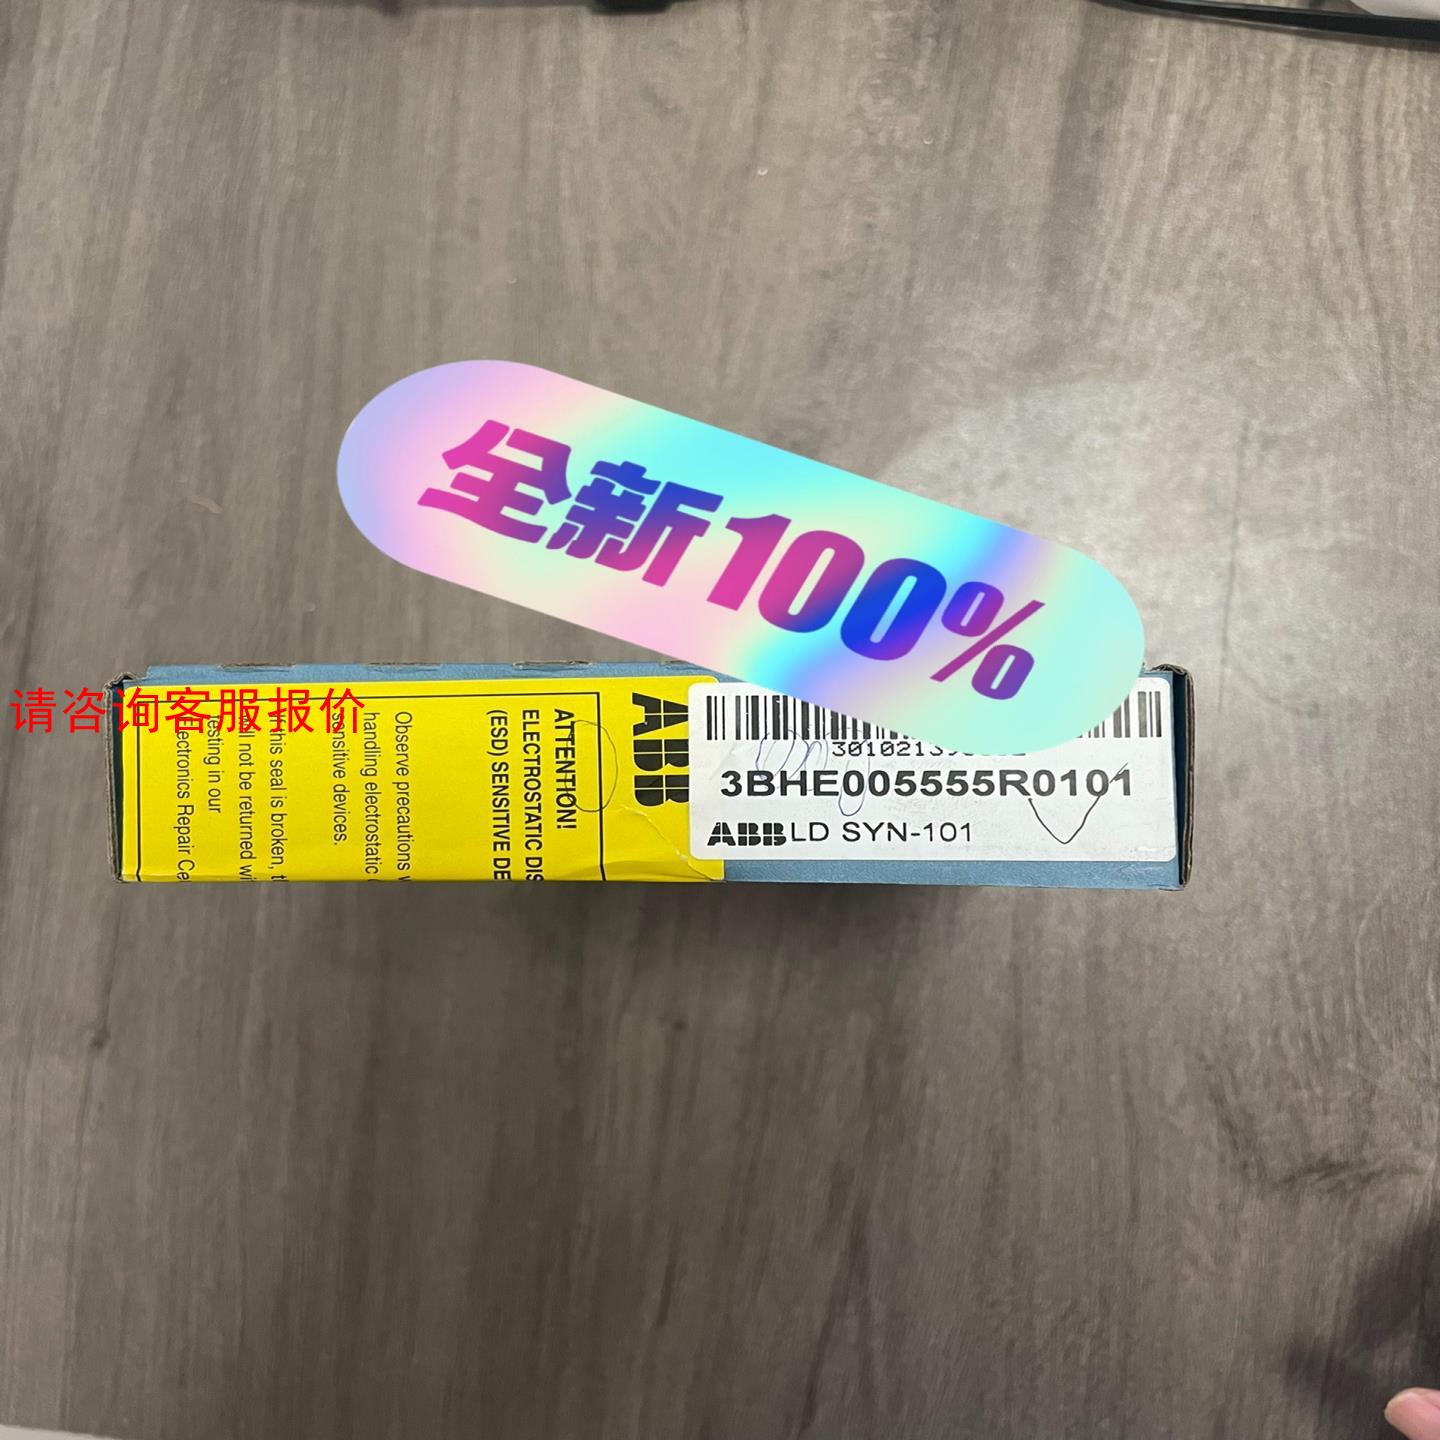 全新100%
请咨询客服报价
ABB
ATTENTION!
ELECTROSTATIC DIS
(ESD) SENSITIVE DE
Observe precautions
handling electrostatic
sensitive devices.
If this seal is broken,
not be returned
testing in our
Electronics Repair Ce
3BHE005555R0101
ABB LD SYN-101